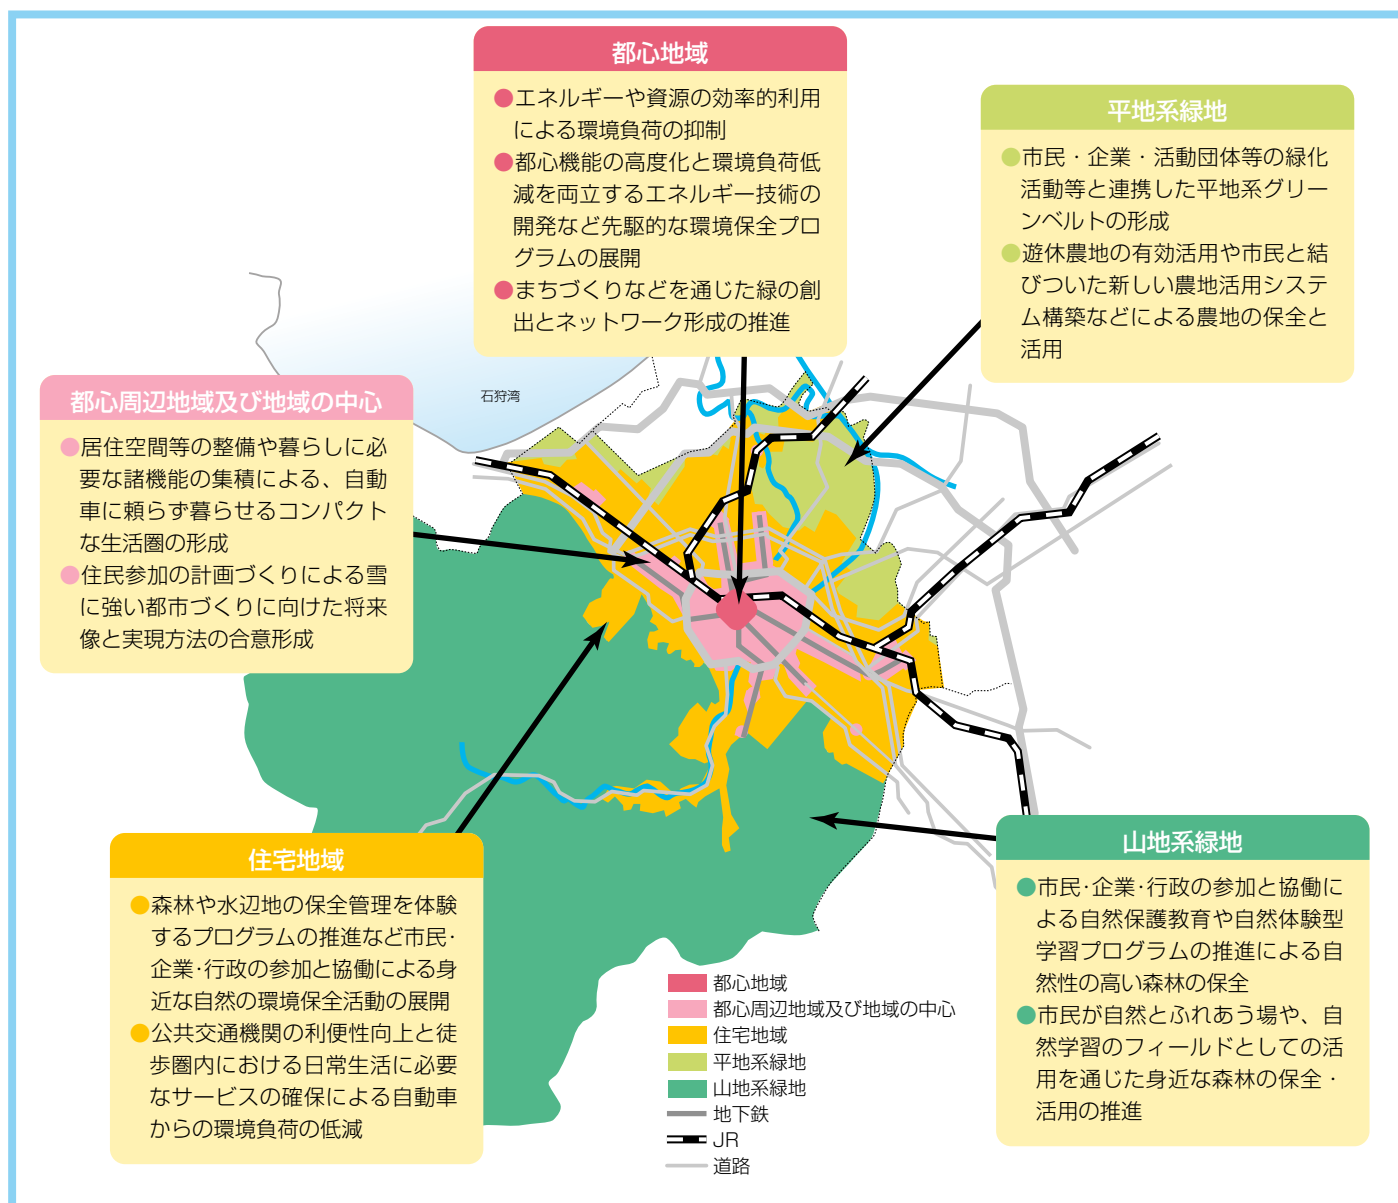 都心地域
●エネルギーや資源の効率的利用
による環境負荷の抑制
●都心機能の高度化と環境負荷低
減を両立するエネルギー技術の
開発など先駆的な環境保全プロ
グラムの展開
●まちづくりなどを通じた緑の創
出とネットワーク形成の推進
平地系緑地
●市民・企業・活動団体等の緑化
活動等と連携した平地系グリー
ンベルトの形成
●遊休農地の有効活用や市民と結
びついた新しい農地活用システ
ム構築などによる農地の保全と
活用
石狩湾
都心周辺地域及び地域の中心
●居住空間等の整備や暮らしに必
要な諸機能の集積による、自動
車に頼らず暮らせるコンパクト
な生活圏の形成
●住民参加の計画づくりによる雪
に強い都市づくりに向けた将来
像と実現方法の合意形成
住宅地域
●森林や水辺地の保全管理を体験
するプログラムの推進など市民・
企業・行政の参加と協働による身
近な自然の環境保全活動の展開
●公共交通機関の利便性向上と徒
歩圏内における日常生活に必要
なサービスの確保による自動車
からの環境負荷の低減
山地系緑地
●市民・企業・行政の参加と協働に
よる自然保護教育や自然体験型
学習プログラムの推進による自
然性の高い森林の保全
●市民が自然とふれあう場や、自
然学習のフィールドとしての活
用を通じた身近な森林の保全・
活用の推進
都心地域
都心周辺地域及び地域の中心
住宅地域
平地系緑地
山地系緑地
地下鉄
JR
道路